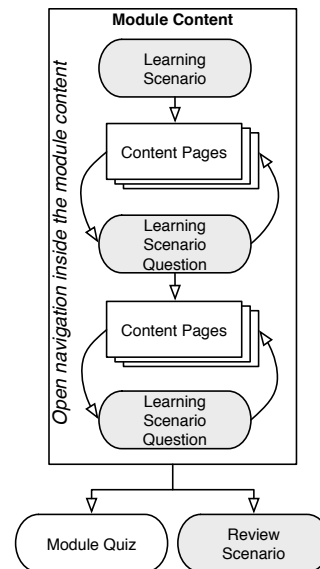 Module Content
Open navigation inside the module content
Learning
Scenario
Content Pages
Learning
Scenario
Question
Content Pages
Learning
Scenario
Question
Module Quiz
Review
Scenario